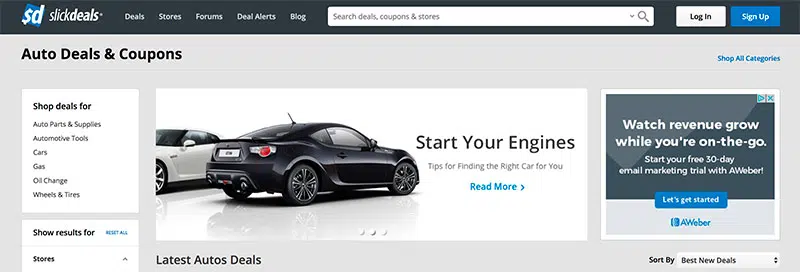 sd slickdeals®
Deals
Stores
Forums
Deal Alerts
Blog
Search deals, coupons & stores
Log In
Sign Up
Auto Deals & Coupons
Shop All Categories
Shop deals for
Auto Parts & Supplies
Automotive Tools
Cars
Gas
Oil Change
Wheels & Tires
Show results for
RESET ALL
Stores
Start Your Engines
Tips for Finding the Right Car for You
Read More >
Watch revenue grow
while you're on-the-go.
Start your free 30-day
email marketing trial with AWeber!
Let's get started
AWeber
Latest Autos Deals
Sort By
Best New Deals